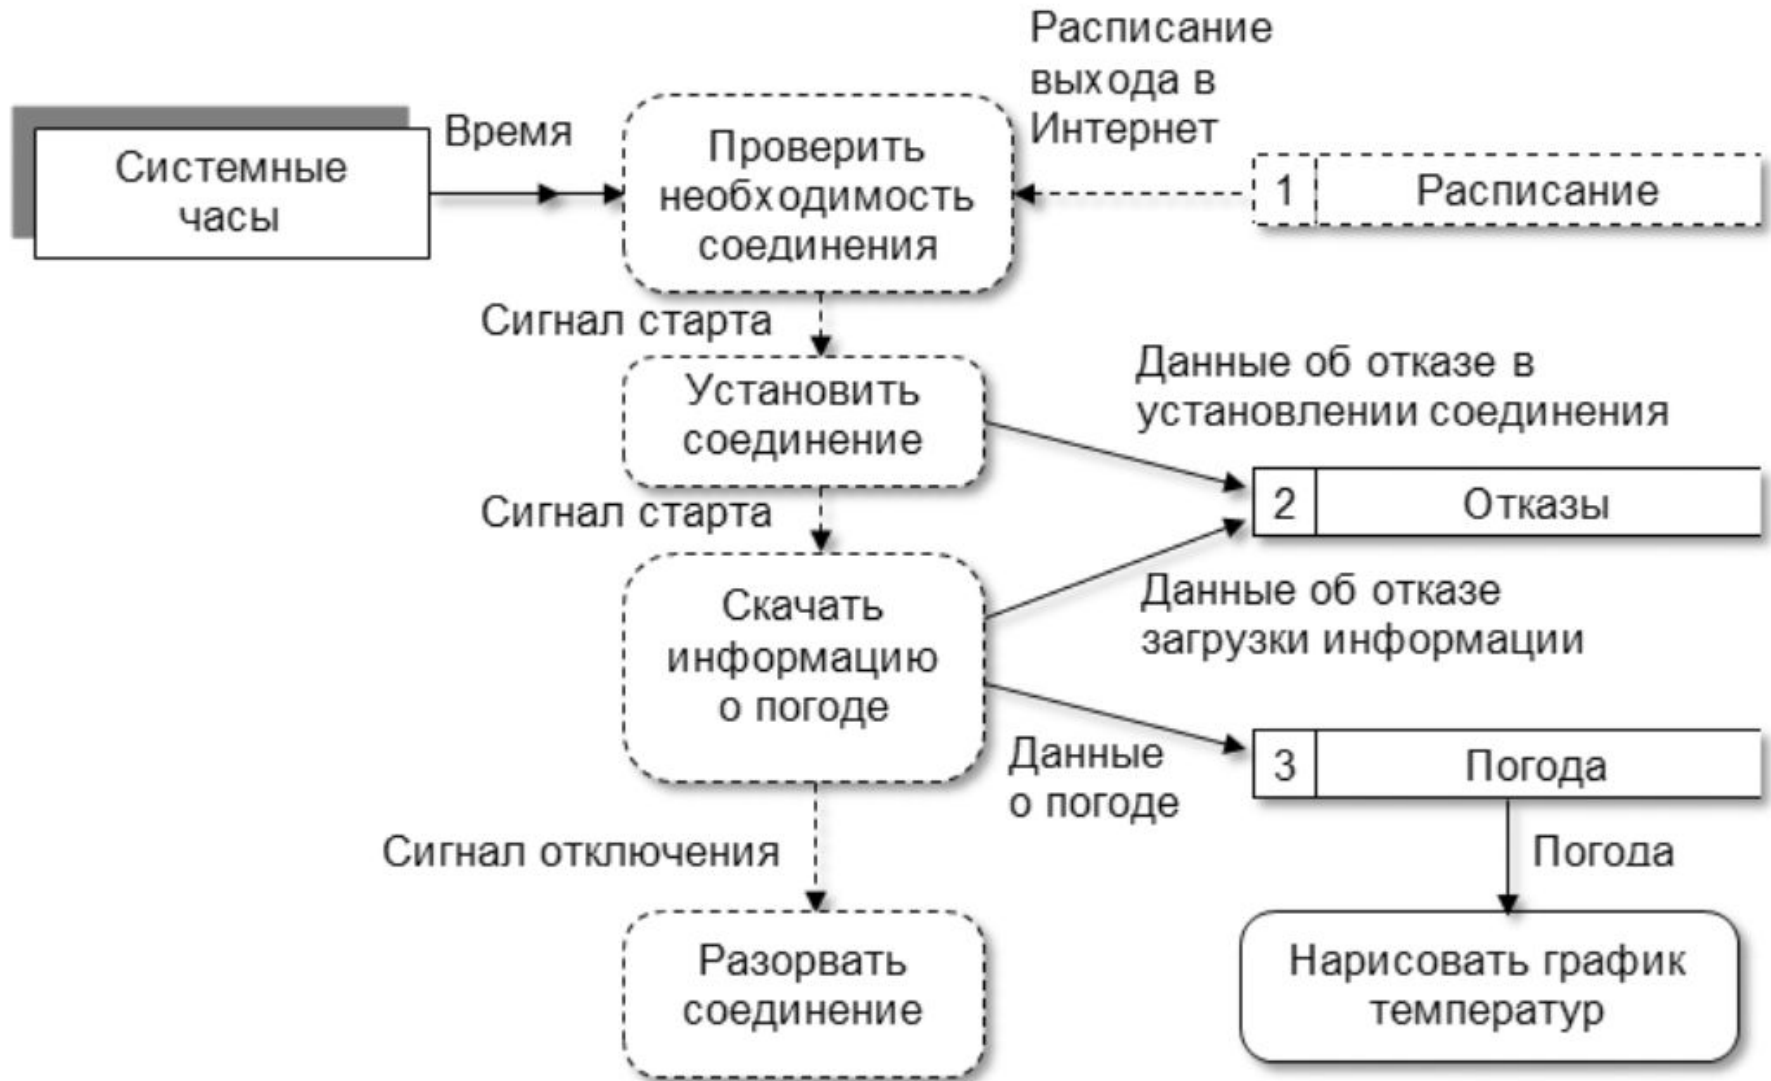 Расписание
выхода в
Интернет
Время
Системные
часы
Проверить
необходимость
соединения
1 Расписание
Сигнал старта
Установить
соединение
Данные об отказе в
установлении соединения
Сигнал старта
2 Отказы
Скачать
информацию
о погоде
Данные об отказе
загрузки информации
Данные
о погоде
3 Погода
Сигнал отключения
Погода
Разорвать
соединение
Нарисовать график
температур